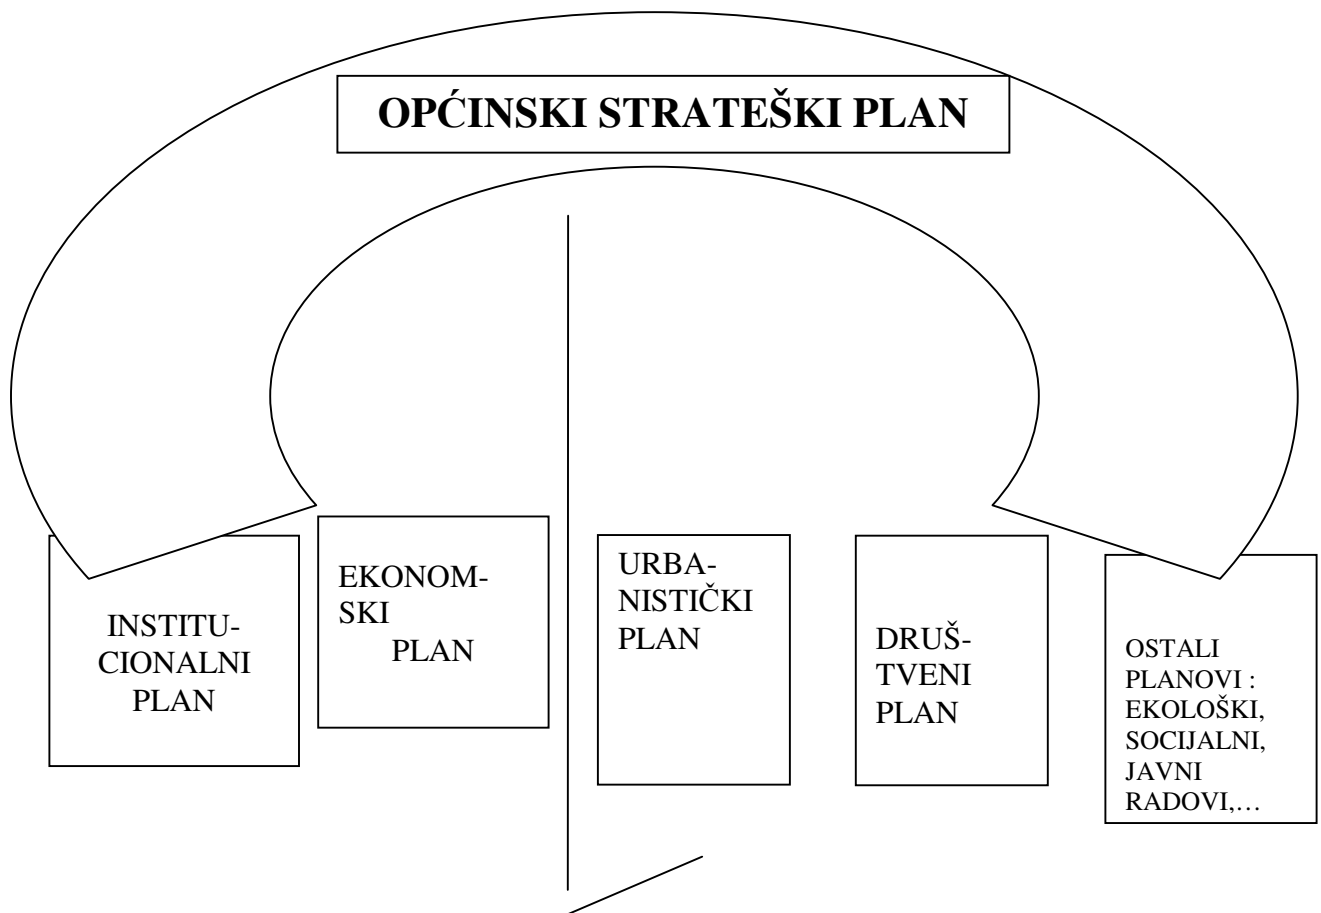 OPĆINSKI STRATEŠKI PLAN
INSTITU-
CIONALNI
PLAN
EKONOM-
SKI
PLAN
URBA-
NISTIČKI
PLAN
DRUŠ-
TVENI
PLAN
OSTALI
PLANOVI :
EKOLOŠKI,
SOCIJALNI,
JAVNI
RADOVI,…